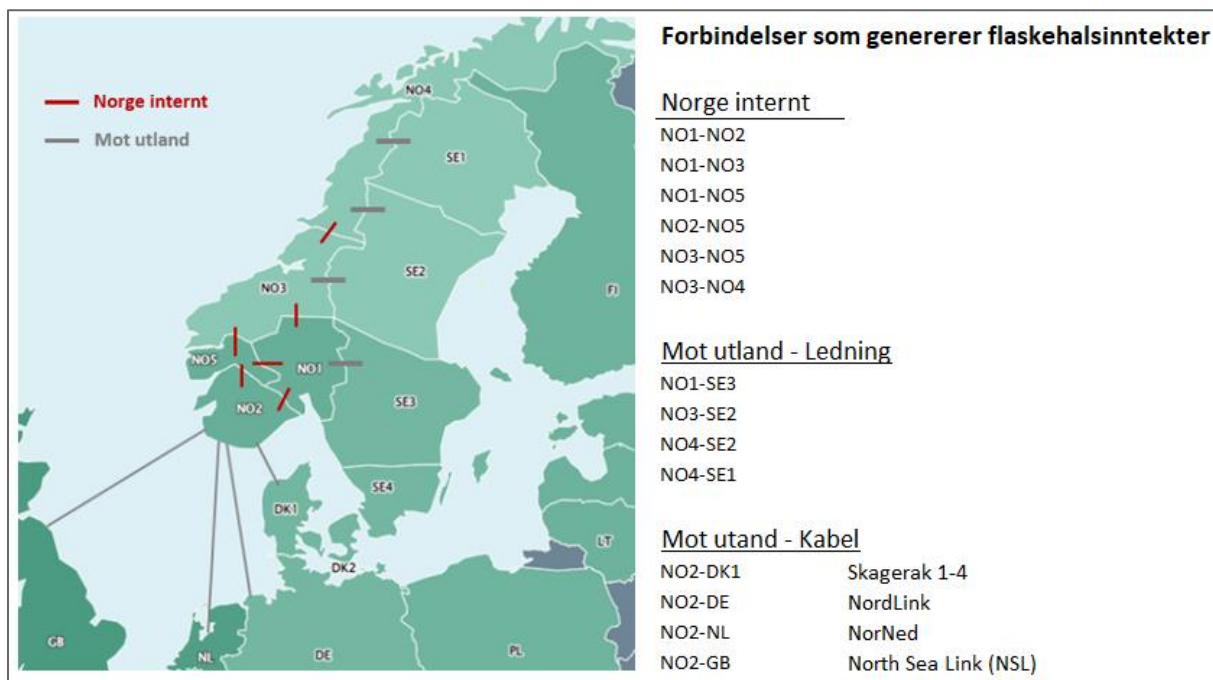 Forbindelser som genererer flaskehalsinntekter
Norge internt
Mot utland
NO4
SE1
SE2
FI
NO3
NO5
NO1
NO2
SE3
SE4
DK1
DK2
LT
GB
NL
DE
PL
Norge internt
NO1-NO2
NO1-NO3
NO1-NO5
NO2-NO5
NO3-NO5
NO3-NO4
Mot utland - Ledning
NO1-SE3
NO3-SE2
NO4-SE2
NO4-SE1
Mot utand - Kabel
NO2-DK1 Skagerak 1-4
NO2-DE NordLink
NO2-NL NorNed
NO2-GB North Sea Link (NSL)